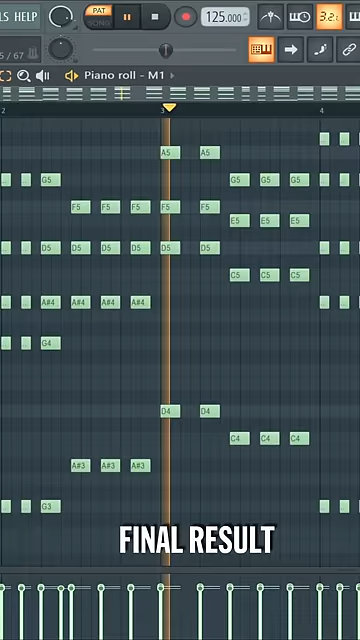 LS HELP
PAT
SONG
125.000
3.2.
5 / 67
Piano roll - M1
2 3 4
A5 A5
G5 G5 G5 G5
F5 F5 F5 F5 F5
E5 E5 E5
D5 D5 D5 D5 D5 D5
C5 C5 C5
A#4 A#4 A#4 A#4
G4
D4 D4
C4 C4 C4
A#3 A#3 A#3
G3
FINAL RESULT